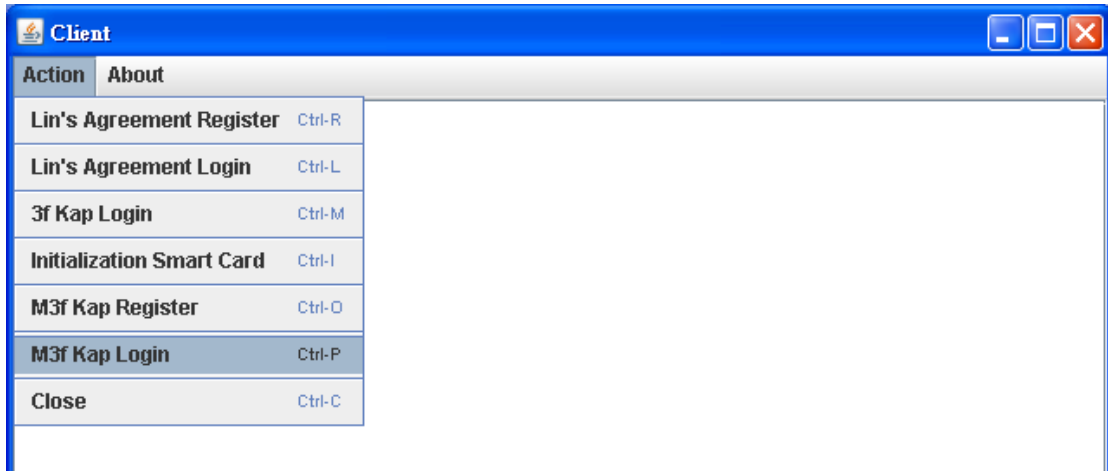 Client
Action About
Lin's Agreement Register Ctrl-R
Lin's Agreement Login Ctrl-L
3f Kap Login Ctrl-M
Initialization Smart Card Ctrl-I
M3f Kap Register Ctrl-O
M3f Kap Login Ctrl-P
Close Ctrl-C